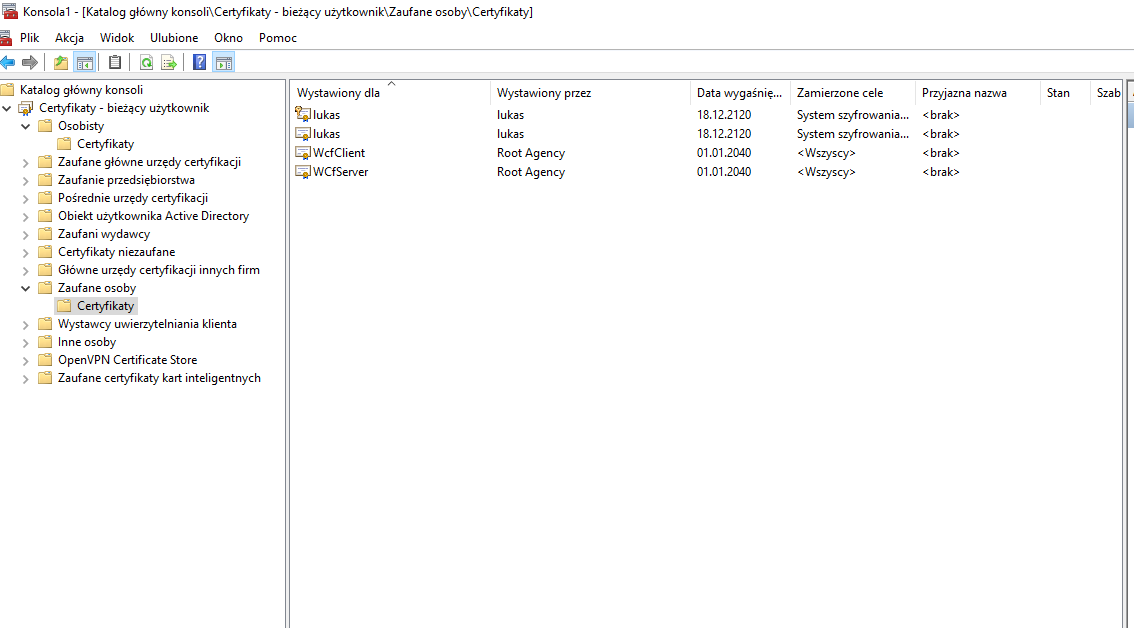 Konsola1 - [Katalog główny konsoli\Certyfikaty - bieżący użytkownik\Zaufane osoby\Certyfikaty]
Plik Akcja Widok Ulubione Okno Pomoc
Katalog główny konsoli
Certyfikaty - bieżący użytkownik
Osobisty
Certyfikaty
Zaufane główne urzędy certyfikacji
Zaufanie przedsiębiorstwa
Pośrednie urzędy certyfikacji
Obiekt użytkownika Active Directory
Zaufani wydawcy
Certyfikaty niezaufane
Główne urzędy certyfikacji innych firm
Zaufane osoby
Certyfikaty
Wystawcy uwierzytelniania klienta
Inne osoby
OpenVPN Certificate Store
Zaufane certyfikaty kart inteligentnych
Wystawiony dla Wystawiony przez Data wygaśnię... Zamierzone cele Przyjazna nazwa Stan Szab
lukas lukas 18.12.2120 System szyfrowania... <brak>
lukas lukas 18.12.2120 System szyfrowania... <brak>
WcfClient Root Agency 01.01.2040 <Wszyscy> <brak>
WCfServer Root Agency 01.01.2040 <Wszyscy> <brak>